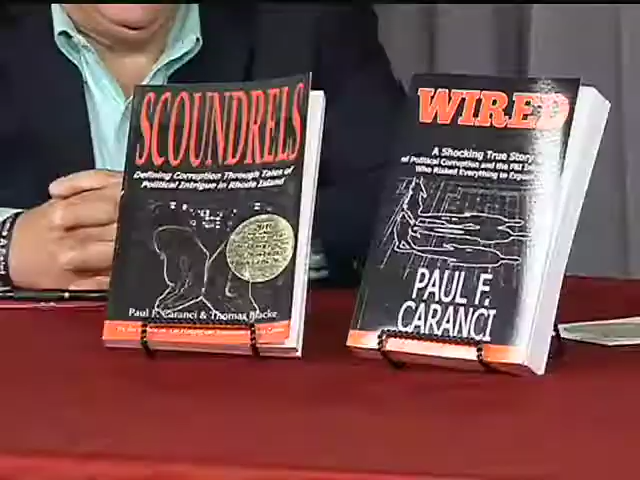 SCOUNDRELS
Defining Corruption Through Tales of
Political Intrigue in Rhode Island
Paul F. Caranci & Thomas Blacke
WIRED
A Shocking True Story
of Political Corruption and the FBI
Who Risked Everything to
PAUL F.
CARANCI